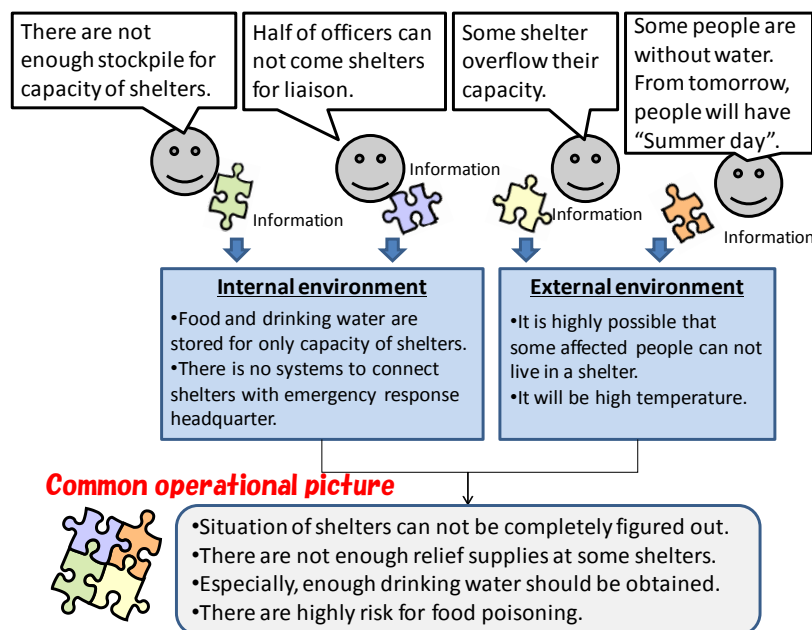 There are not
enough stockpile for
capacity of shelters.
Half of officers can
not come shelters
for liaison.
Some shelter
overflow their
capacity.
Some people are
without water.
From tomorrow,
people will have
“Summer day”.
Information
Information
Information
Information
Internal environment
•Food and drinking water are
stored for only capacity of shelters.
•There is no systems to connect
shelters with emergency response
headquarter.
External environment
•It is highly possible that
some affected people can not
live in a shelter.
•It will be high temperature.
Common operational picture
•Situation of shelters can not be completely figured out.
•There are not enough relief supplies at some shelters.
•Especially, enough drinking water should be obtained.
•There are highly risk for food poisoning.